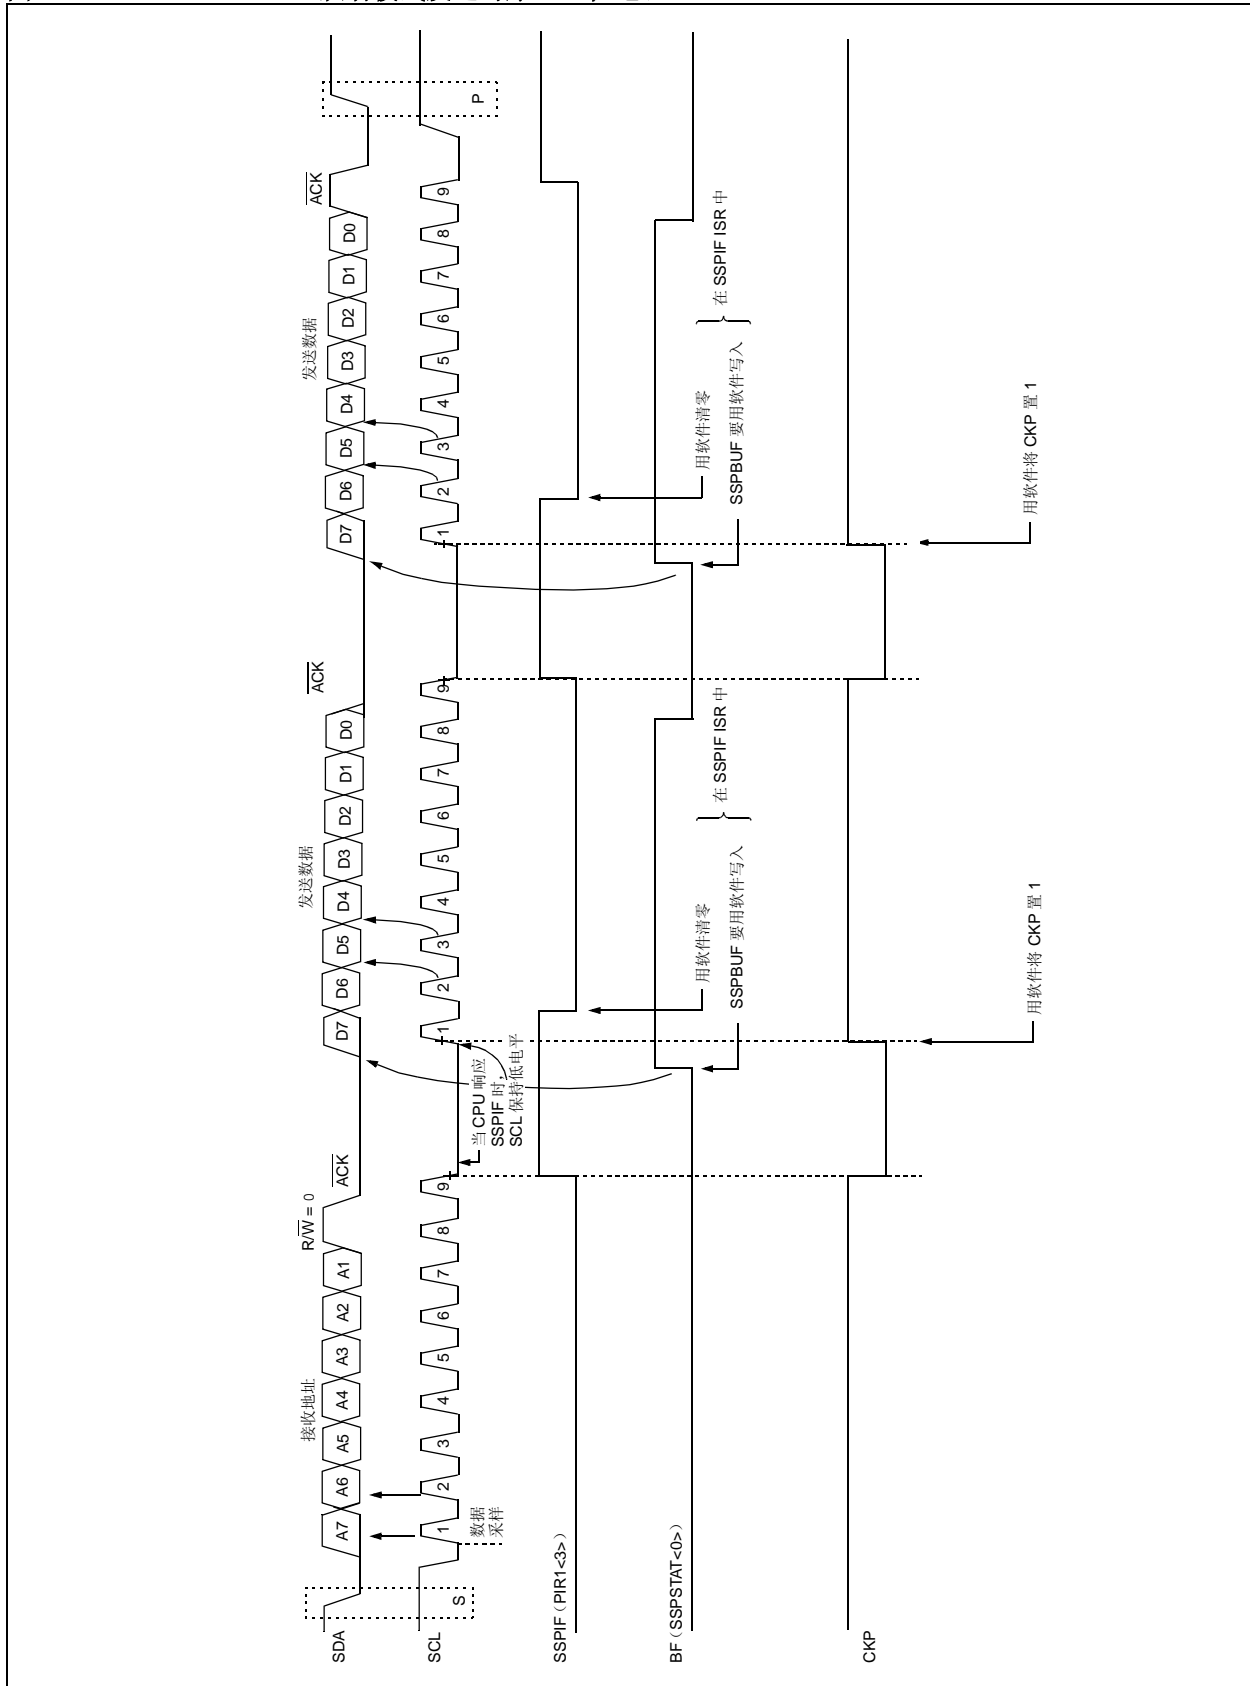 接收地址
R/W = 0
ACK
发送数据
ACK
发送数据
ACK
SDA
A7 A6 A5 A4 A3 A2 A1
D7 D6 D5 D4 D3 D2 D1 D0
D7 D6 D5 D4 D3 D2 D1 D0
SCL
S
1 2 3 4 5 6 7 8 9
1 2 3 4 5 6 7 8 9
1 2 3 4 5 6 7 8 9
P
数据
采样
当 CPU 响应
SSPIF 时,
SCL 保持低电平
SSPIF（PIR1<3>）
用软件清零
用软件清零
BF（SSPSTAT<0>）
SSPBUF 要用软件写入
在 SSPIF ISR 中
SSPBUF 要用软件写入
在 SSPIF ISR 中
CKP
用软件将 CKP 置 1
用软件将 CKP 置 1